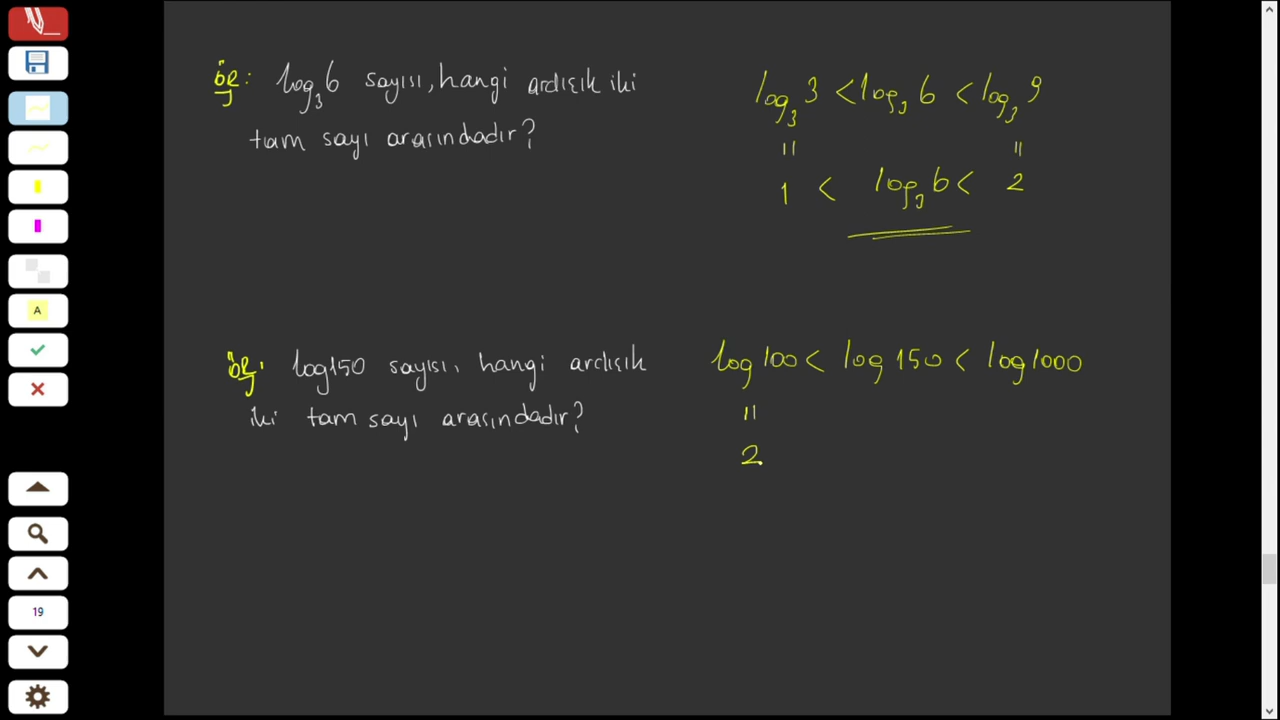 ör: log₃6 sayısı, hangi ardışık iki
tam sayı arasındadır?
log₃3 < log₃6 < log₃9
= =
1 < log₃6 < 2
ör: log150 sayısı, hangi ardışık
iki tam sayı arasındadır?
log100 < log150 < log1000
=
2
A
19